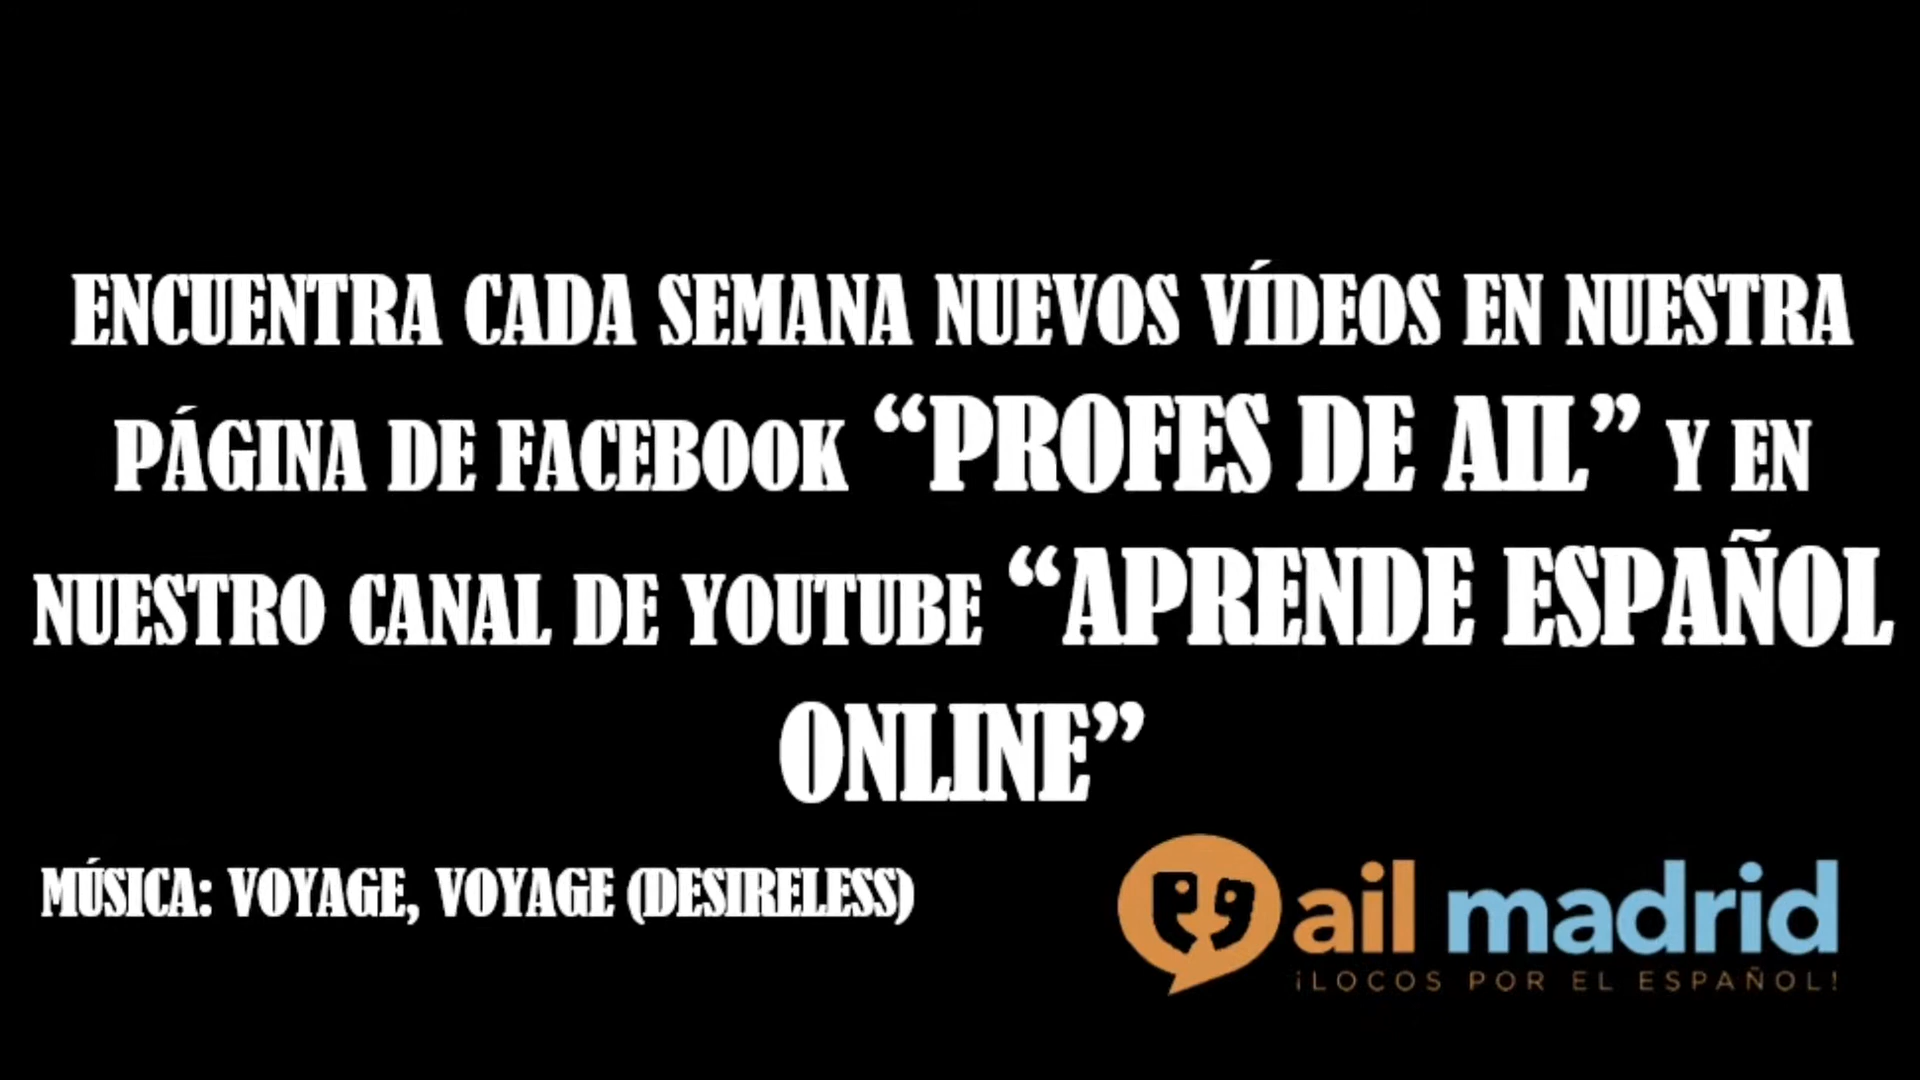 ENCUENTRA CADA SEMANA NUEVOS VÍDEOS EN NUESTRA
PÁGINA DE FACEBOOK “PROFES DE AIL” Y EN
NUESTRO CANAL DE YOUTUBE “APRENDE ESPAÑOL
ONLINE”
MÚSICA: VOYAGE, VOYAGE (DESIRELESS)
ail madrid
¡LOCOS POR EL ESPAÑOL!